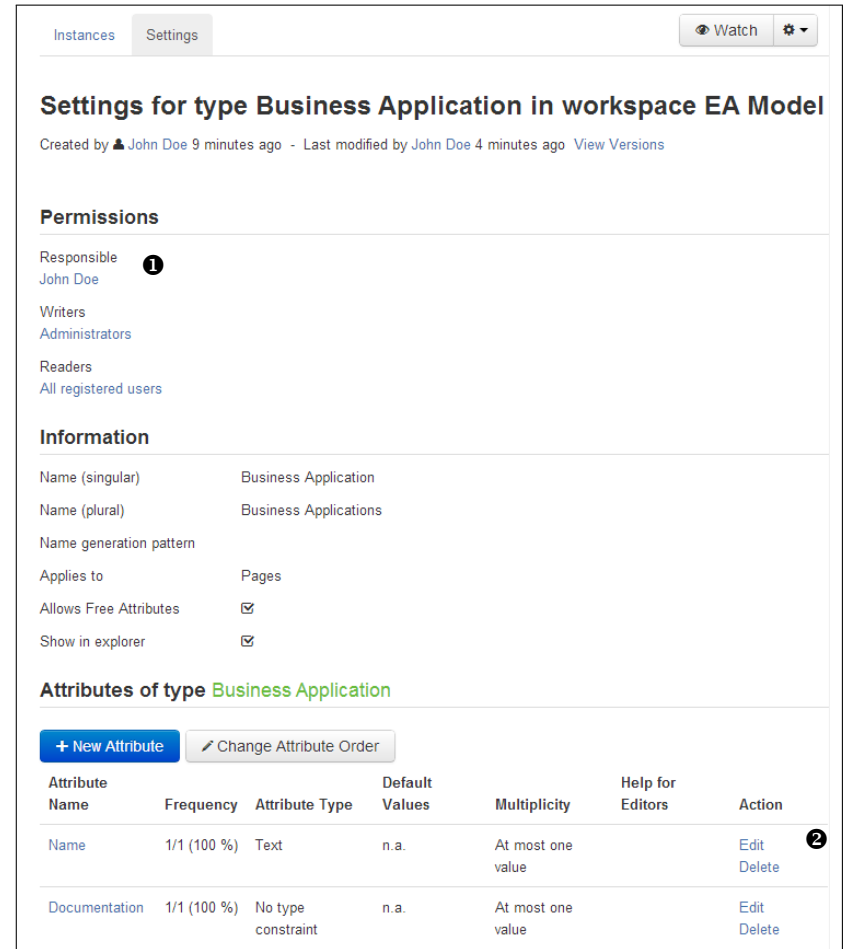 Instances Settings Watch
Settings for type Business Application in workspace EA Model
Created by John Doe 9 minutes ago - Last modified by John Doe 4 minutes ago View Versions
Permissions
Responsible
❶
John Doe
Writers
Administrators
Readers
All registered users
Information
Name (singular) Business Application
Name (plural) Business Applications
Name generation pattern
Applies to Pages
Allows Free Attributes
Show in explorer
Attributes of type Business Application
+ New Attribute Change Attribute Order
Attribute Default Help for
Name Frequency Attribute Type Values Multiplicity Editors Action
Name 1/1 (100 %) Text n.a. At most one Edit ❷
value Delete
Documentation 1/1 (100 %) No type n.a. At most one Edit
constraint value Delete